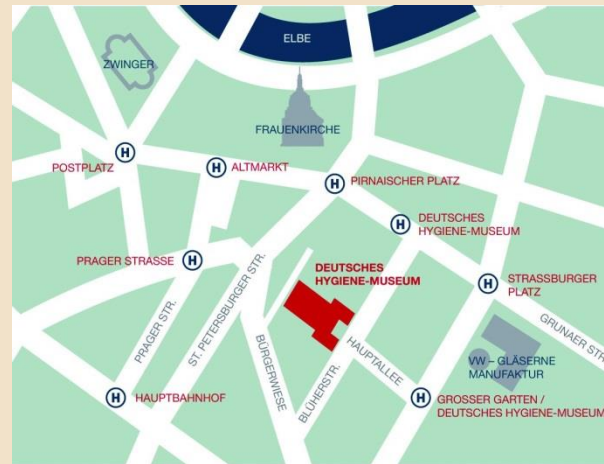 ELBE
ZWINGER
FRAUENKIRCHE
H
POSTPLATZ
H
ALTMARKT
H
PIRNAISCHER PLATZ
H
DEUTSCHES
HYGIENE-MUSEUM
PRAGER STRASSE
H
DEUTSCHES
HYGIENE-MUSEUM
H
STRASSBURGER
PLATZ
PRAGER STR.
ST. PETERSBURGER STR.
BÜRGERWIESE
BLÜHERSTR.
HAUPTALLEE
GRUNAER STR.
VW – GLÄSERNE
MANUFAKTUR
H
HAUPTBAHNHOF
H
GROSSER GARTEN /
DEUTSCHES HYGIENE-MUSEUM